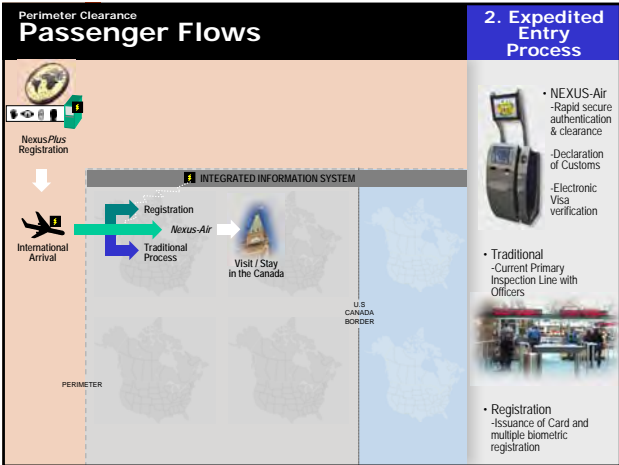 Perimeter Clearance
Passenger Flows
2. Expedited
Entry
Process
NexusPlus
Registration
INTEGRATED INFORMATION SYSTEM
International
Arrival
Registration
Nexus-Air
Traditional
Process
Visit / Stay
in the Canada
U.S
CANADA
BORDER
PERIMETER
• NEXUS-Air
-Rapid secure
authentication
& clearance
-Declaration
of Customs
-Electronic
Visa
verification
• Traditional
-Current Primary
Inspection Line with
Officers
• Registration
-Issuance of Card and
multiple biometric
registration